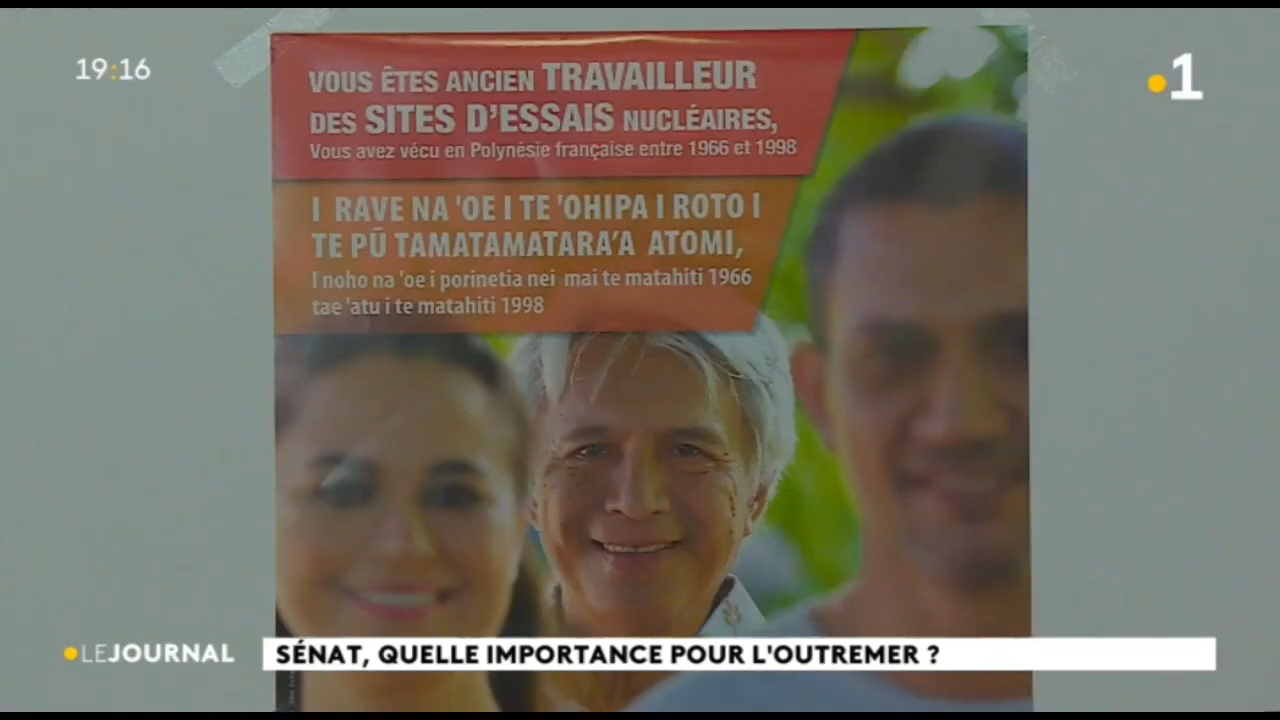 19:16
1
VOUS ÊTES ANCIEN TRAVAILLEUR
DES SITES D'ESSAIS NUCLÉAIRES,
Vous avez vécu en Polynésie française entre 1966 et 1998
I RAVE NA 'OE I TE 'OHIPA I ROTO I
TE PŪ TAMATAMATARA'A ATOMI,
I noho na 'oe i porinetia nei mai te matahiti 1966
tae 'atu i te matahiti 1998
LEJOURNAL
SÉNAT, QUELLE IMPORTANCE POUR L'OUTREMER ?